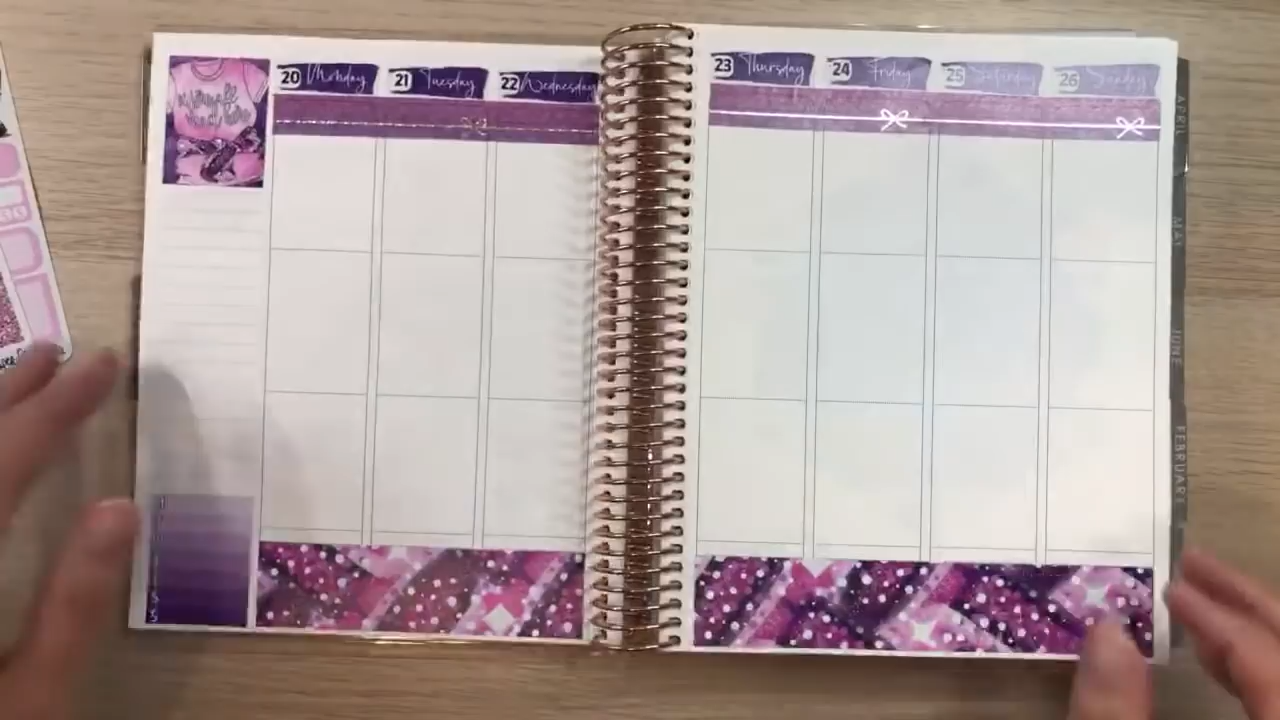 20 Monday
21 Tuesday
22 Wednesday
23 Thursday
24 Friday
25 Saturday
26 Sunday
APRIL
MAY
JUNE
FEBRUARY